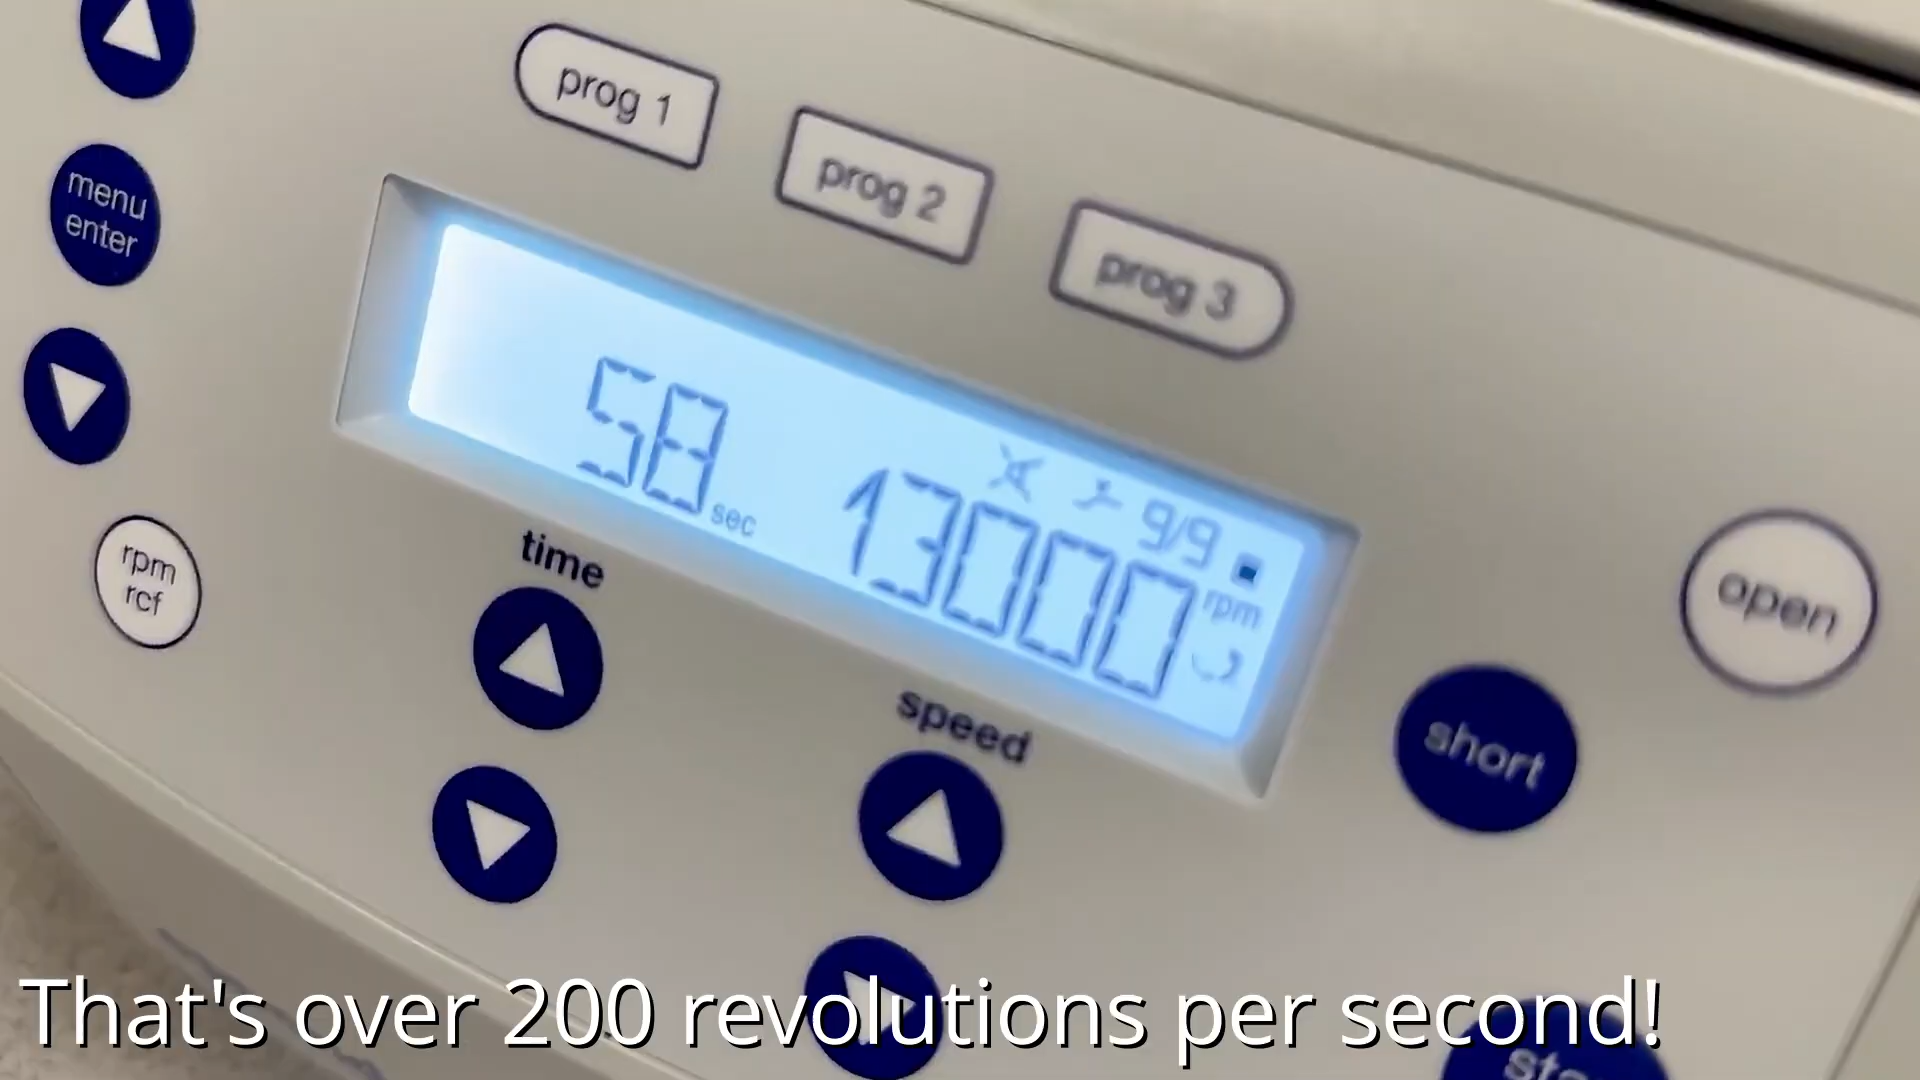 prog 1
prog 2
prog 3
menu
enter
rpm
rcf
58 sec
9/9
13000 rpm
time
speed
open
short
That's over 200 revolutions per second!